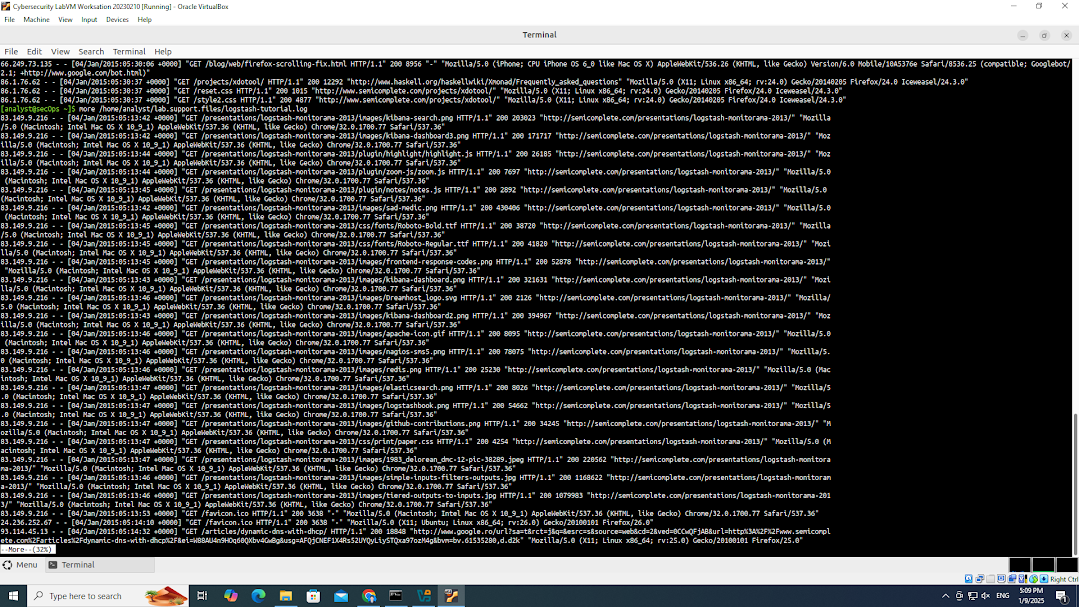 Cybersecurity LabVM Worksation 20230210 [Running] - Oracle VirtualBox
File Machine View Input Devices Help
Terminal
File Edit View Search Terminal Help
66.249.73.135 - - [04/Jan/2015:05:30:06 +0000] "GET /blog/web/firefox-scrolling-fix.html HTTP/1.1" 200 8956 "-" "Mozilla/5.0 (iPhone; CPU iPhone OS 6_0 like Mac OS X) AppleWebKit/536.26 (KHTML, like Gecko) Version/6.0 Mobile/10A5376e Safari/8536.25 (compatible; Googlebot/
2.1; +http://www.google.com/bot.html)"
86.1.76.62 - - [04/Jan/2015:05:30:37 +0000] "GET /projects/xdotool/ HTTP/1.1" 200 12292 "http://www.haskell.org/haskellwiki/Xmonad/Frequently_asked_questions" "Mozilla/5.0 (X11; Linux x86_64; rv:24.0) Gecko/20140205 Firefox/24.0 Iceweasel/24.3.0"
86.1.76.62 - - [04/Jan/2015:05:30:37 +0000] "GET /reset.css HTTP/1.1" 200 1015 "http://www.semicomplete.com/projects/xdotool/" "Mozilla/5.0 (X11; Linux x86_64; rv:24.0) Gecko/20140205 Firefox/24.0 Iceweasel/24.3.0"
86.1.76.62 - - [04/Jan/2015:05:30:37 +0000] "GET /style2.css HTTP/1.1" 200 4877 "http://www.semicomplete.com/projects/xdotool/" "Mozilla/5.0 (X11; Linux x86_64; rv:24.0) Gecko/20140205 Firefox/24.0 Iceweasel/24.3.0"
[analyst@secOps ~]$ more /home/analyst/lab.support.files/logstash-tutorial.log
83.149.9.216 - - [04/Jan/2015:05:13:42 +0000] "GET /presentations/logstash-monitorama-2013/images/kibana-search.png HTTP/1.1" 200 203023 "http://semicomplete.com/presentations/logstash-monitorama-2013/" "Mozilla
/5.0 (Macintosh; Intel Mac OS X 10_9_1) AppleWebKit/537.36 (KHTML, like Gecko) Chrome/32.0.1700.77 Safari/537.36"
83.149.9.216 - - [04/Jan/2015:05:13:42 +0000] "GET /presentations/logstash-monitorama-2013/images/kibana-dashboard3.png HTTP/1.1" 200 171717 "http://semicomplete.com/presentations/logstash-monitorama-2013/" "Moz
illa/5.0 (Macintosh; Intel Mac OS X 10_9_1) AppleWebKit/537.36 (KHTML, like Gecko) Chrome/32.0.1700.77 Safari/537.36"
83.149.9.216 - - [04/Jan/2015:05:13:44 +0000] "GET /presentations/logstash-monitorama-2013/plugin/highlight/highlight.js HTTP/1.1" 200 26185 "http://semicomplete.com/presentations/logstash-monitorama-2013/" "Moz
illa/5.0 (Macintosh; Intel Mac OS X 10_9_1) AppleWebKit/537.36 (KHTML, like Gecko) Chrome/32.0.1700.77 Safari/537.36"
83.149.9.216 - - [04/Jan/2015:05:13:44 +0000] "GET /presentations/logstash-monitorama-2013/plugin/zoom-js/zoom.js HTTP/1.1" 200 7697 "http://semicomplete.com/presentations/logstash-monitorama-2013/" "Mozilla/5.0
(Macintosh; Intel Mac OS X 10_9_1) AppleWebKit/537.36 (KHTML, like Gecko) Chrome/32.0.1700.77 Safari/537.36"
83.149.9.216 - - [04/Jan/2015:05:13:45 +0000] "GET /presentations/logstash-monitorama-2013/plugin/notes/notes.js HTTP/1.1" 200 2892 "http://semicomplete.com/presentations/logstash-monitorama-2013/" "Mozilla/5.0
(Macintosh; Intel Mac OS X 10_9_1) AppleWebKit/537.36 (KHTML, like Gecko) Chrome/32.0.1700.77 Safari/537.36"
83.149.9.216 - - [04/Jan/2015:05:13:42 +0000] "GET /presentations/logstash-monitorama-2013/images/sad-medic.png HTTP/1.1" 200 430406 "http://semicomplete.com/presentations/logstash-monitorama-2013/" "Mozilla/5.0
(Macintosh; Intel Mac OS X 10_9_1) AppleWebKit/537.36 (KHTML, like Gecko) Chrome/32.0.1700.77 Safari/537.36"
83.149.9.216 - - [04/Jan/2015:05:13:45 +0000] "GET /presentations/logstash-monitorama-2013/css/fonts/Roboto-Bold.ttf HTTP/1.1" 200 38720 "http://semicomplete.com/presentations/logstash-monitorama-2013/" "Mozilla
/5.0 (Macintosh; Intel Mac OS X 10_9_1) AppleWebKit/537.36 (KHTML, like Gecko) Chrome/32.0.1700.77 Safari/537.36"
83.149.9.216 - - [04/Jan/2015:05:13:45 +0000] "GET /presentations/logstash-monitorama-2013/css/fonts/Roboto-Regular.ttf HTTP/1.1" 200 41820 "http://semicomplete.com/presentations/logstash-monitorama-2013/" "Mozi
lla/5.0 (Macintosh; Intel Mac OS X 10_9_1) AppleWebKit/537.36 (KHTML, like Gecko) Chrome/32.0.1700.77 Safari/537.36"
83.149.9.216 - - [04/Jan/2015:05:13:45 +0000] "GET /presentations/logstash-monitorama-2013/images/frontend-response-codes.png HTTP/1.1" 200 52878 "http://semicomplete.com/presentations/logstash-monitorama-2013/"
"Mozilla/5.0 (Macintosh; Intel Mac OS X 10_9_1) AppleWebKit/537.36 (KHTML, like Gecko) Chrome/32.0.1700.77 Safari/537.36"
83.149.9.216 - - [04/Jan/2015:05:13:43 +0000] "GET /presentations/logstash-monitorama-2013/images/kibana-dashboard.png HTTP/1.1" 200 321631 "http://semicomplete.com/presentations/logstash-monitorama-2013/" "Mozi
lla/5.0 (Macintosh; Intel Mac OS X 10_9_1) AppleWebKit/537.36 (KHTML, like Gecko) Chrome/32.0.1700.77 Safari/537.36"
83.149.9.216 - - [04/Jan/2015:05:13:46 +0000] "GET /presentations/logstash-monitorama-2013/images/Dreamhost_logo.svg HTTP/1.1" 200 2126 "http://semicomplete.com/presentations/logstash-monitorama-2013/" "Mozilla/
5.0 (Macintosh; Intel Mac OS X 10_9_1) AppleWebKit/537.36 (KHTML, like Gecko) Chrome/32.0.1700.77 Safari/537.36"
83.149.9.216 - - [04/Jan/2015:05:13:43 +0000] "GET /presentations/logstash-monitorama-2013/images/kibana-dashboard2.png HTTP/1.1" 200 394967 "http://semicomplete.com/presentations/logstash-monitorama-2013/" "Moz
illa/5.0 (Macintosh; Intel Mac OS X 10_9_1) AppleWebKit/537.36 (KHTML, like Gecko) Chrome/32.0.1700.77 Safari/537.36"
83.149.9.216 - - [04/Jan/2015:05:13:46 +0000] "GET /presentations/logstash-monitorama-2013/images/apache-icon.gif HTTP/1.1" 200 8095 "http://semicomplete.com/presentations/logstash-monitorama-2013/" "Mozilla/5.0
(Macintosh; Intel Mac OS X 10_9_1) AppleWebKit/537.36 (KHTML, like Gecko) Chrome/32.0.1700.77 Safari/537.36"
83.149.9.216 - - [04/Jan/2015:05:13:46 +0000] "GET /presentations/logstash-monitorama-2013/images/nagios-sms5.png HTTP/1.1" 200 78075 "http://semicomplete.com/presentations/logstash-monitorama-2013/" "Mozilla/5.
0 (Macintosh; Intel Mac OS X 10_9_1) AppleWebKit/537.36 (KHTML, like Gecko) Chrome/32.0.1700.77 Safari/537.36"
83.149.9.216 - - [04/Jan/2015:05:13:46 +0000] "GET /presentations/logstash-monitorama-2013/images/redis.png HTTP/1.1" 200 25230 "http://semicomplete.com/presentations/logstash-monitorama-2013/" "Mozilla/5.0 (Mac
intosh; Intel Mac OS X 10_9_1) AppleWebKit/537.36 (KHTML, like Gecko) Chrome/32.0.1700.77 Safari/537.36"
83.149.9.216 - - [04/Jan/2015:05:13:47 +0000] "GET /presentations/logstash-monitorama-2013/images/elasticsearch.png HTTP/1.1" 200 8026 "http://semicomplete.com/presentations/logstash-monitorama-2013/" "Mozilla/5
.0 (Macintosh; Intel Mac OS X 10_9_1) AppleWebKit/537.36 (KHTML, like Gecko) Chrome/32.0.1700.77 Safari/537.36"
83.149.9.216 - - [04/Jan/2015:05:13:47 +0000] "GET /presentations/logstash-monitorama-2013/images/logstashbook.png HTTP/1.1" 200 54662 "http://semicomplete.com/presentations/logstash-monitorama-2013/" "Mozilla/5
.0 (Macintosh; Intel Mac OS X 10_9_1) AppleWebKit/537.36 (KHTML, like Gecko) Chrome/32.0.1700.77 Safari/537.36"
83.149.9.216 - - [04/Jan/2015:05:13:47 +0000] "GET /presentations/logstash-monitorama-2013/images/github-contributions.png HTTP/1.1" 200 34245 "http://semicomplete.com/presentations/logstash-monitorama-2013/" "M
ozilla/5.0 (Macintosh; Intel Mac OS X 10_9_1) AppleWebKit/537.36 (KHTML, like Gecko) Chrome/32.0.1700.77 Safari/537.36"
83.149.9.216 - - [04/Jan/2015:05:13:47 +0000] "GET /presentations/logstash-monitorama-2013/css/print/paper.css HTTP/1.1" 200 4254 "http://semicomplete.com/presentations/logstash-monitorama-2013/" "Mozilla/5.0 (M
acintosh; Intel Mac OS X 10_9_1) AppleWebKit/537.36 (KHTML, like Gecko) Chrome/32.0.1700.77 Safari/537.36"
83.149.9.216 - - [04/Jan/2015:05:13:47 +0000] "GET /presentations/logstash-monitorama-2013/images/1983_delorean_dmc-12-pic-38289.jpeg HTTP/1.1" 200 220562 "http://semicomplete.com/presentations/logstash-monitora
ma-2013/" "Mozilla/5.0 (Macintosh; Intel Mac OS X 10_9_1) AppleWebKit/537.36 (KHTML, like Gecko) Chrome/32.0.1700.77 Safari/537.36"
83.149.9.216 - - [04/Jan/2015:05:13:46 +0000] "GET /presentations/logstash-monitorama-2013/images/simple-inputs-filters-outputs.jpg HTTP/1.1" 200 1168622 "http://semicomplete.com/presentations/logstash-monitoram
a-2013/" "Mozilla/5.0 (Macintosh; Intel Mac OS X 10_9_1) AppleWebKit/537.36 (KHTML, like Gecko) Chrome/32.0.1700.77 Safari/537.36"
83.149.9.216 - - [04/Jan/2015:05:13:46 +0000] "GET /presentations/logstash-monitorama-2013/images/tiered-outputs-to-inputs.jpg HTTP/1.1" 200 1079983 "http://semicomplete.com/presentations/logstash-monitorama-201
3/" "Mozilla/5.0 (Macintosh; Intel Mac OS X 10_9_1) AppleWebKit/537.36 (KHTML, like Gecko) Chrome/32.0.1700.77 Safari/537.36"
83.149.9.216 - - [04/Jan/2015:05:13:53 +0000] "GET /favicon.ico HTTP/1.1" 200 3638 "-" "Mozilla/5.0 (Macintosh; Intel Mac OS X 10_9_1) AppleWebKit/537.36 (KHTML, like Gecko) Chrome/32.0.1700.77 Safari/537.36"
24.236.252.67 - - [04/Jan/2015:05:14:10 +0000] "GET /favicon.ico HTTP/1.1" 200 3638 "-" "Mozilla/5.0 (X11; Ubuntu; Linux x86_64; rv:26.0) Gecko/20100101 Firefox/26.0"
93.114.45.13 - - [04/Jan/2015:05:14:32 +0000] "GET /articles/dynamic-dns-with-dhcp/ HTTP/1.1" 200 18848 "http://www.google.ro/url?sa=t&rct=j&q=&esrc=s&source=web&cd=2&ved=0CCwQFjAB&url=http%3A%2F%2Fwww.semicompl
ete.com%2Farticles%2Fdynamic-dns-with-dhcp%2F&ei=W88AU4n9HOq60QXbv4GwBg&usg=AFQjCNEF1X4Rs52UYQyLiySTQxa97ozM4g&bvm=bv.61535280,d.d2k" "Mozilla/5.0 (X11; Linux x86_64; rv:25.0) Gecko/20100101 Firefox/25.0"
--More--(32%)
Menu Terminal
Right Ctrl
Type here to search
ENG
5:09 PM
1/9/2025
1